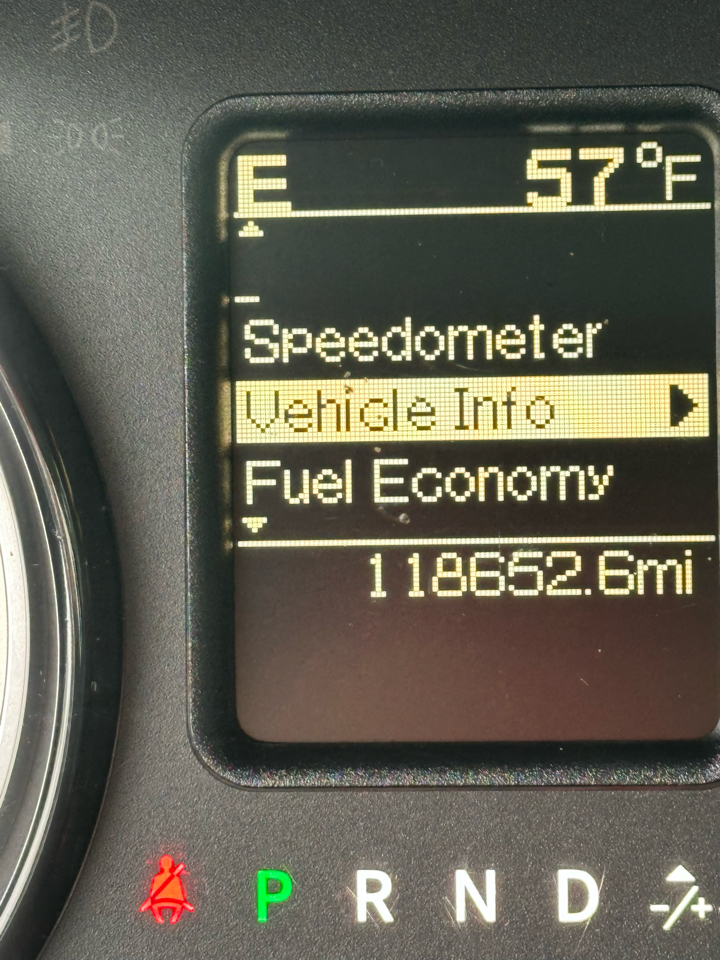 E 57°F
Speedometer
Vehicle Info
Fuel Economy
118652.6mi
P R N D -/+